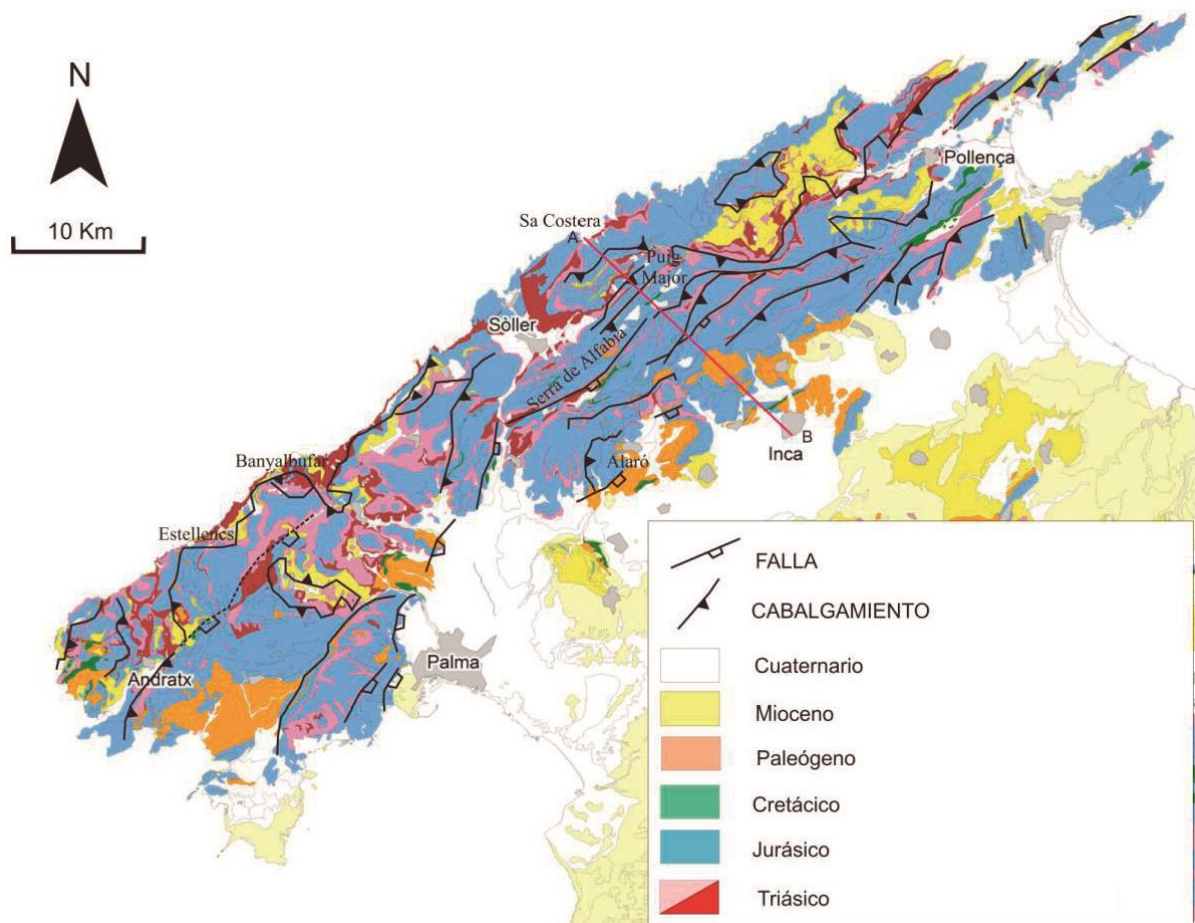 N
10 Km
Pollença
Sa Costera
A
Puig
Major
Sòller
Serra de Alfabia
B
Inca
Alaró
Banyalbufar
Estellencs
Palma
Andratx
FALLA
CABALGAMIENTO
Cuaternario
Mioceno
Paleógeno
Cretácico
Jurásico
Triásico